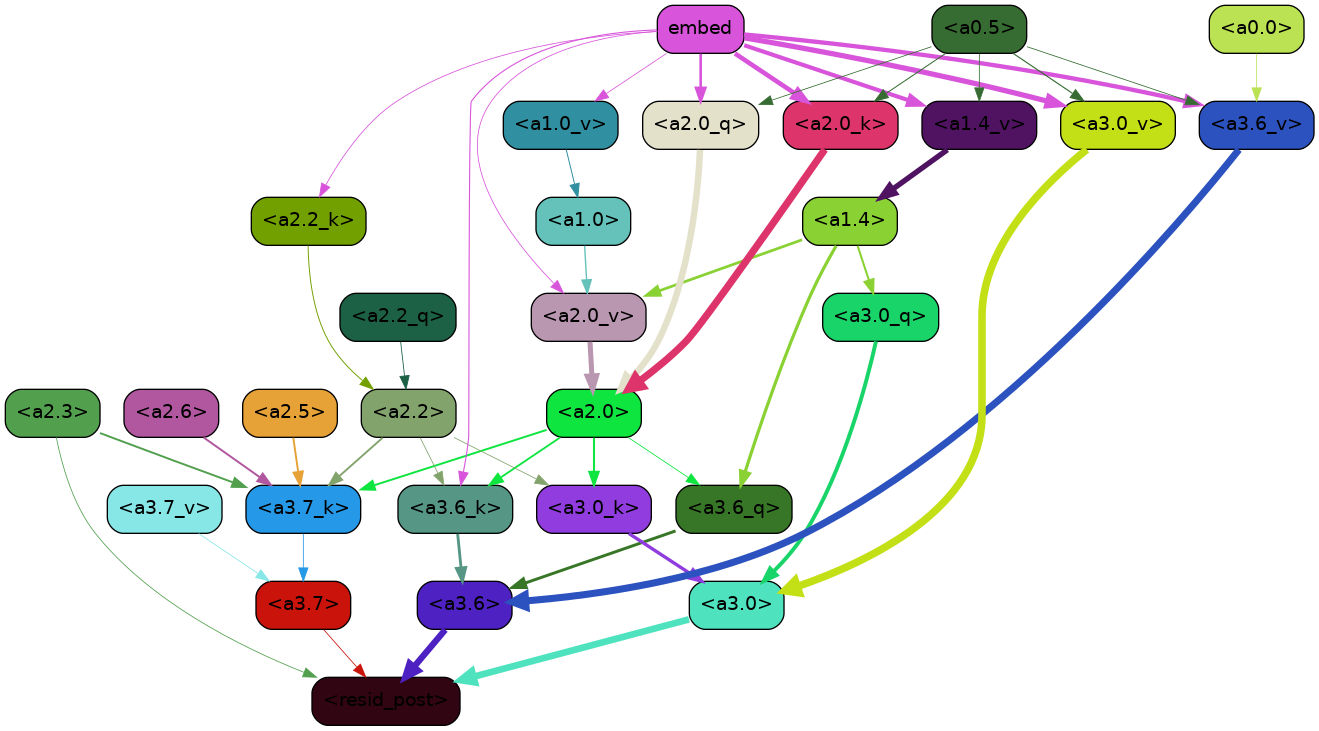 embed
<a0.5>
<a0.0>
<a1.0_v>
<a2.0_q>
<a2.0_k>
<a1.4_v>
<a3.0_v>
<a3.6_v>
<a2.2_k>
<a1.0>
<a1.4>
<a2.2_q>
<a2.0_v>
<a3.0_q>
<a2.3>
<a2.6>
<a2.5>
<a2.2>
<a2.0>
<a3.7_v>
<a3.7_k>
<a3.6_k>
<a3.0_k>
<a3.6_q>
<a3.7>
<a3.6>
<a3.0>
<resid_post>